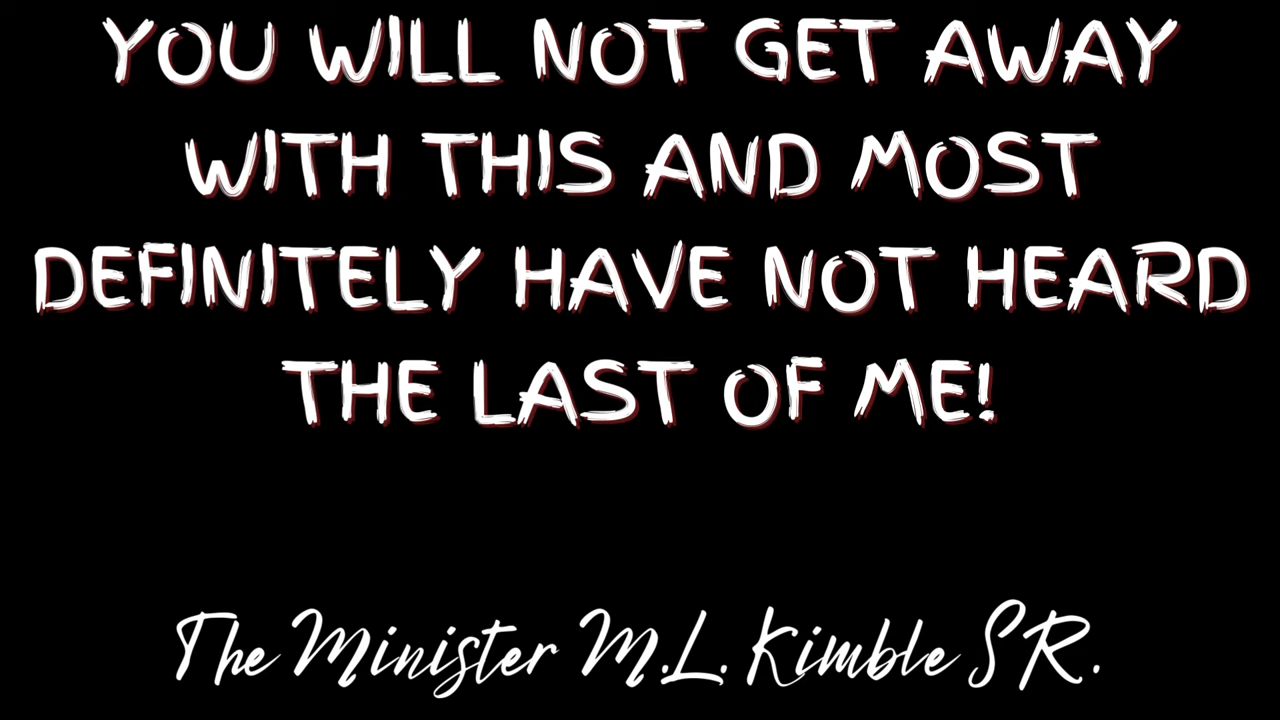 YOU WILL NOT GET AWAY
WITH THIS AND MOST
DEFINITELY HAVE NOT HEARD
THE LAST OF ME!
The Minister M.L. Kimble SR.